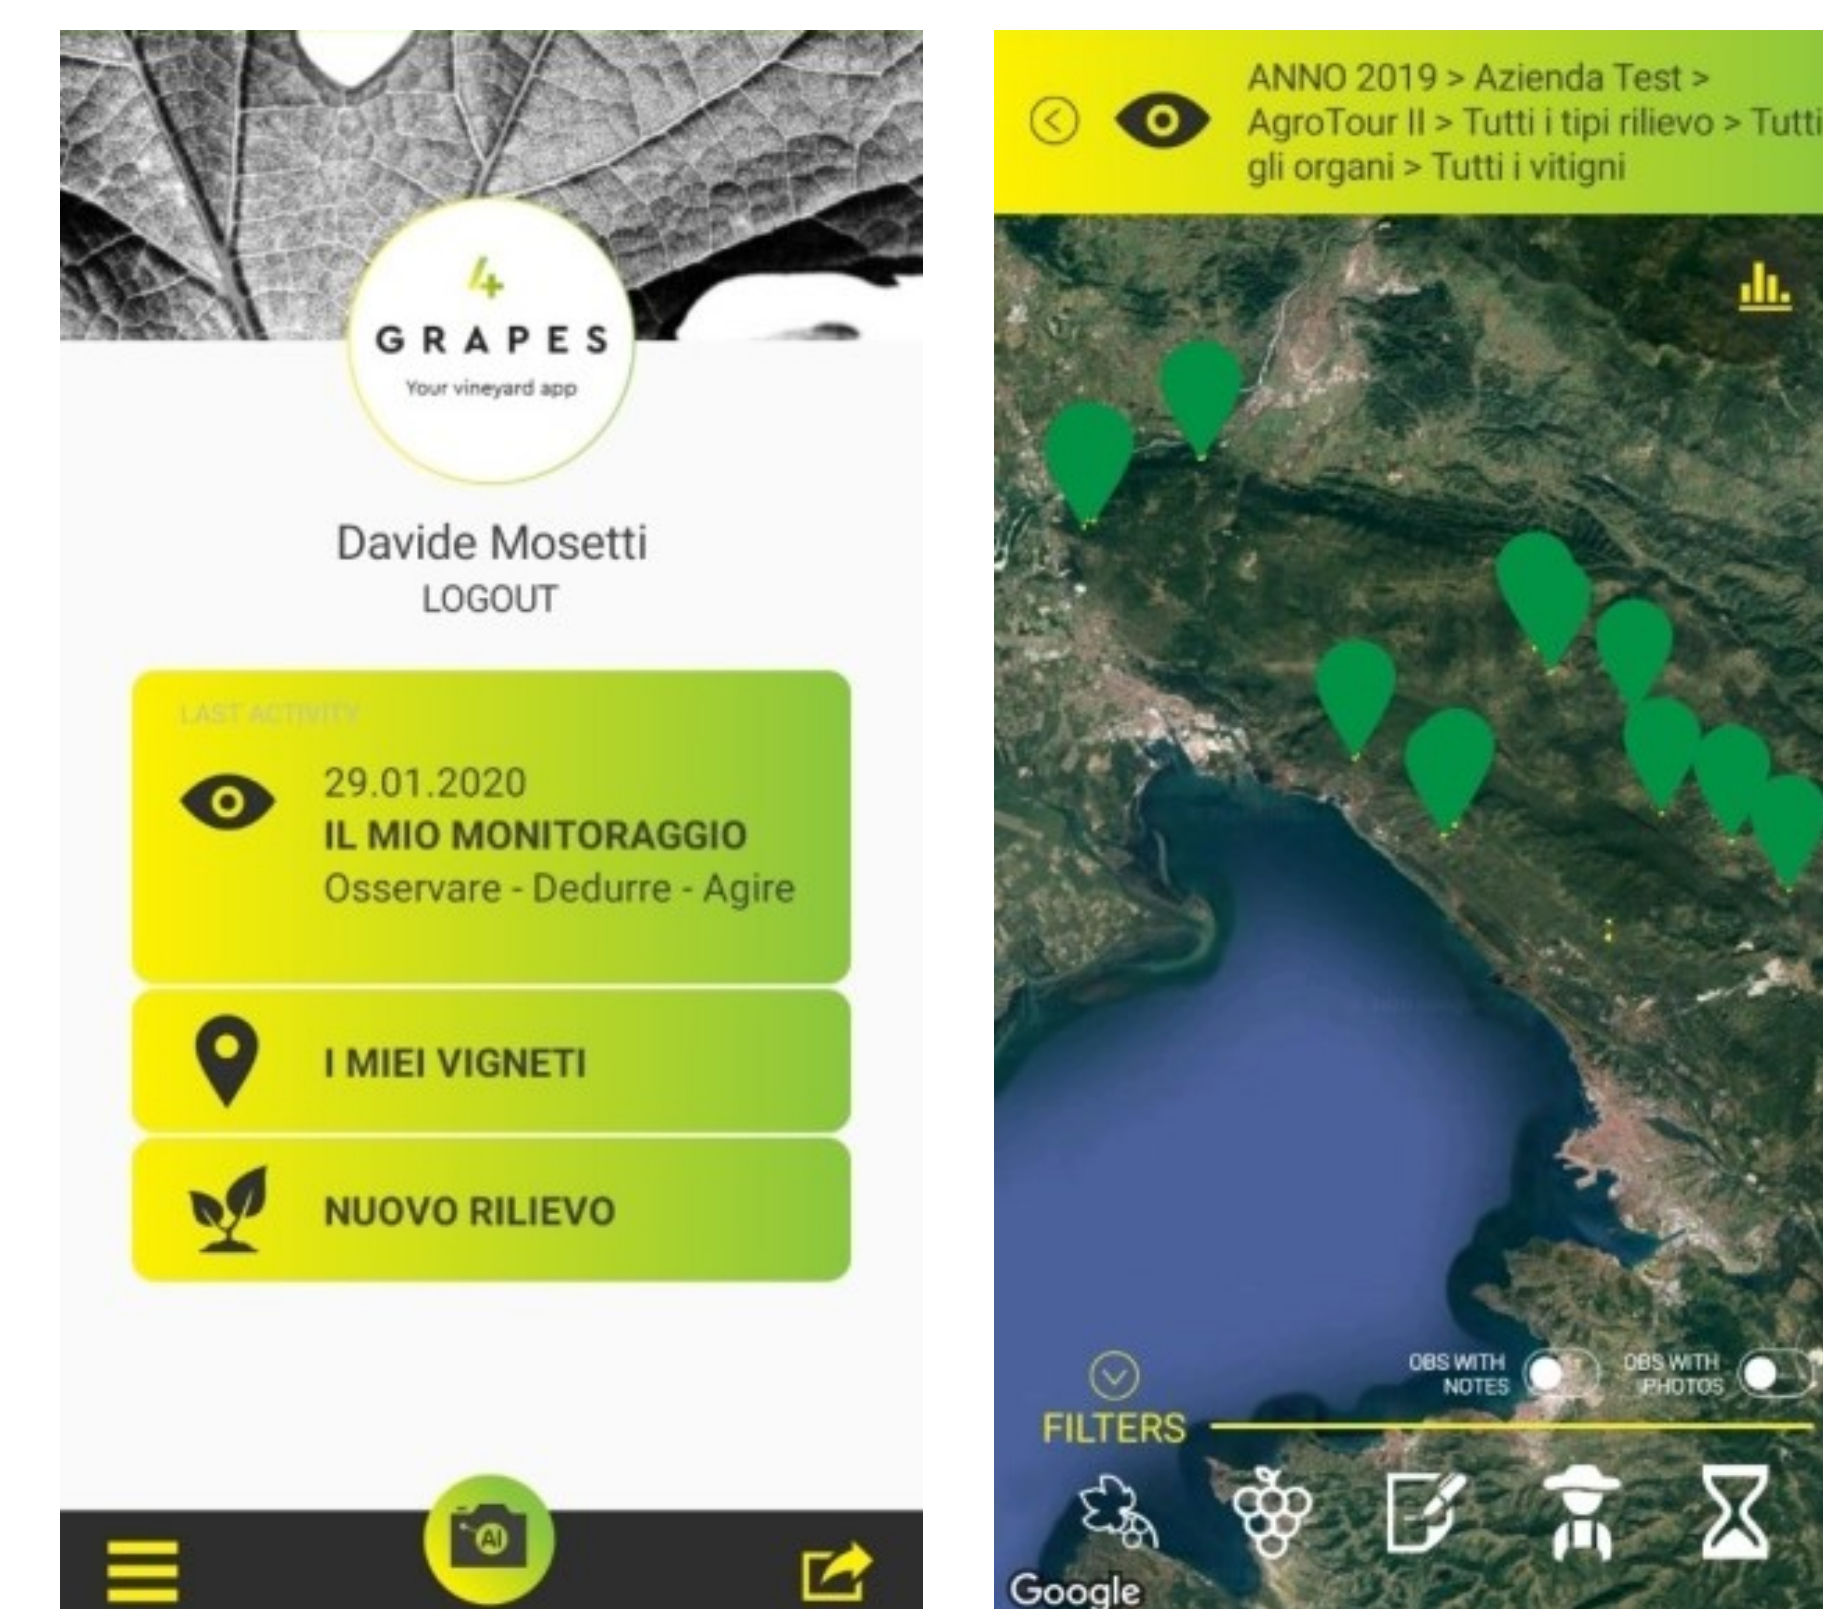 4
GRAPES
Your vineyard app
Davide Mosetti
LOGOUT
LAST ACTIVITY
29.01.2020
IL MIO MONITORAGGIO
Osservare - Dedurre - Agire
I MIEI VIGNETI
NUOVO RILIEVO
AI
ANNO 2019 > Azienda Test >
AgroTour II > Tutti i tipi rilievo > Tutti
gli organi > Tutti i vitigni
OBS WITH
NOTES
OBS WITH
PHOTOS
FILTERS
Google